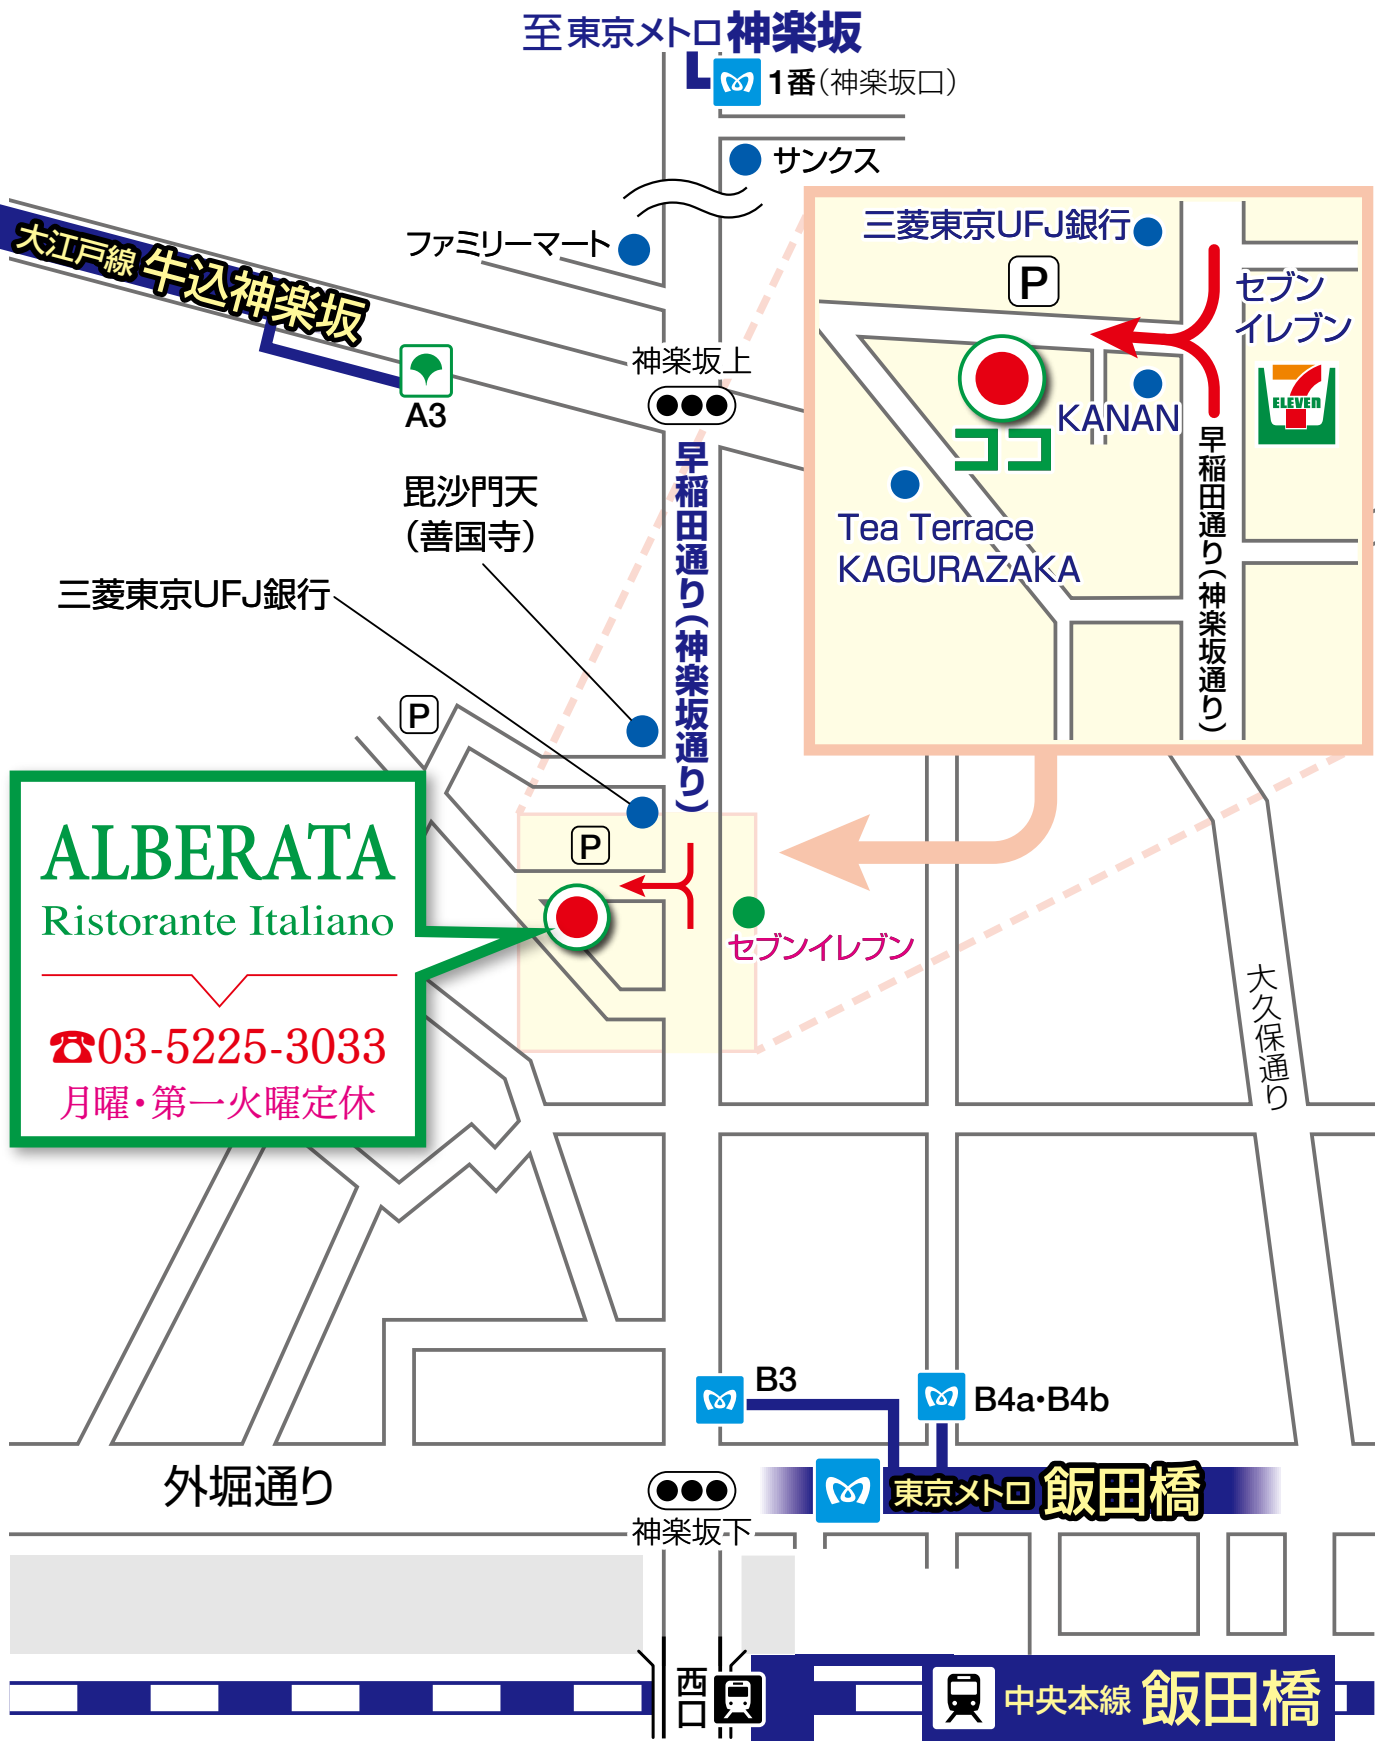 至東京メトロ神楽坂
1番(神楽坂口)
サンクス
ファミリーマート
大江戸線 牛込神楽坂
A3
神楽坂上
三菱東京UFJ銀行
P
セブン
イレブン
ELEVEN
KANAN
ココ
Tea Terrace
KAGURAZAKA
早稲田通り(神楽坂通り)
毘沙門天
(善国寺)
三菱東京UFJ銀行
早稲田通り(神楽坂通り)
P
P
セブンイレブン
ALBERATA
Ristorante Italiano
☎03-5225-3033
月曜・第一火曜定休
大久保通り
B3
B4a・B4b
外堀通り
東京メトロ 飯田橋
神楽坂下
西口
中央本線 飯田橋